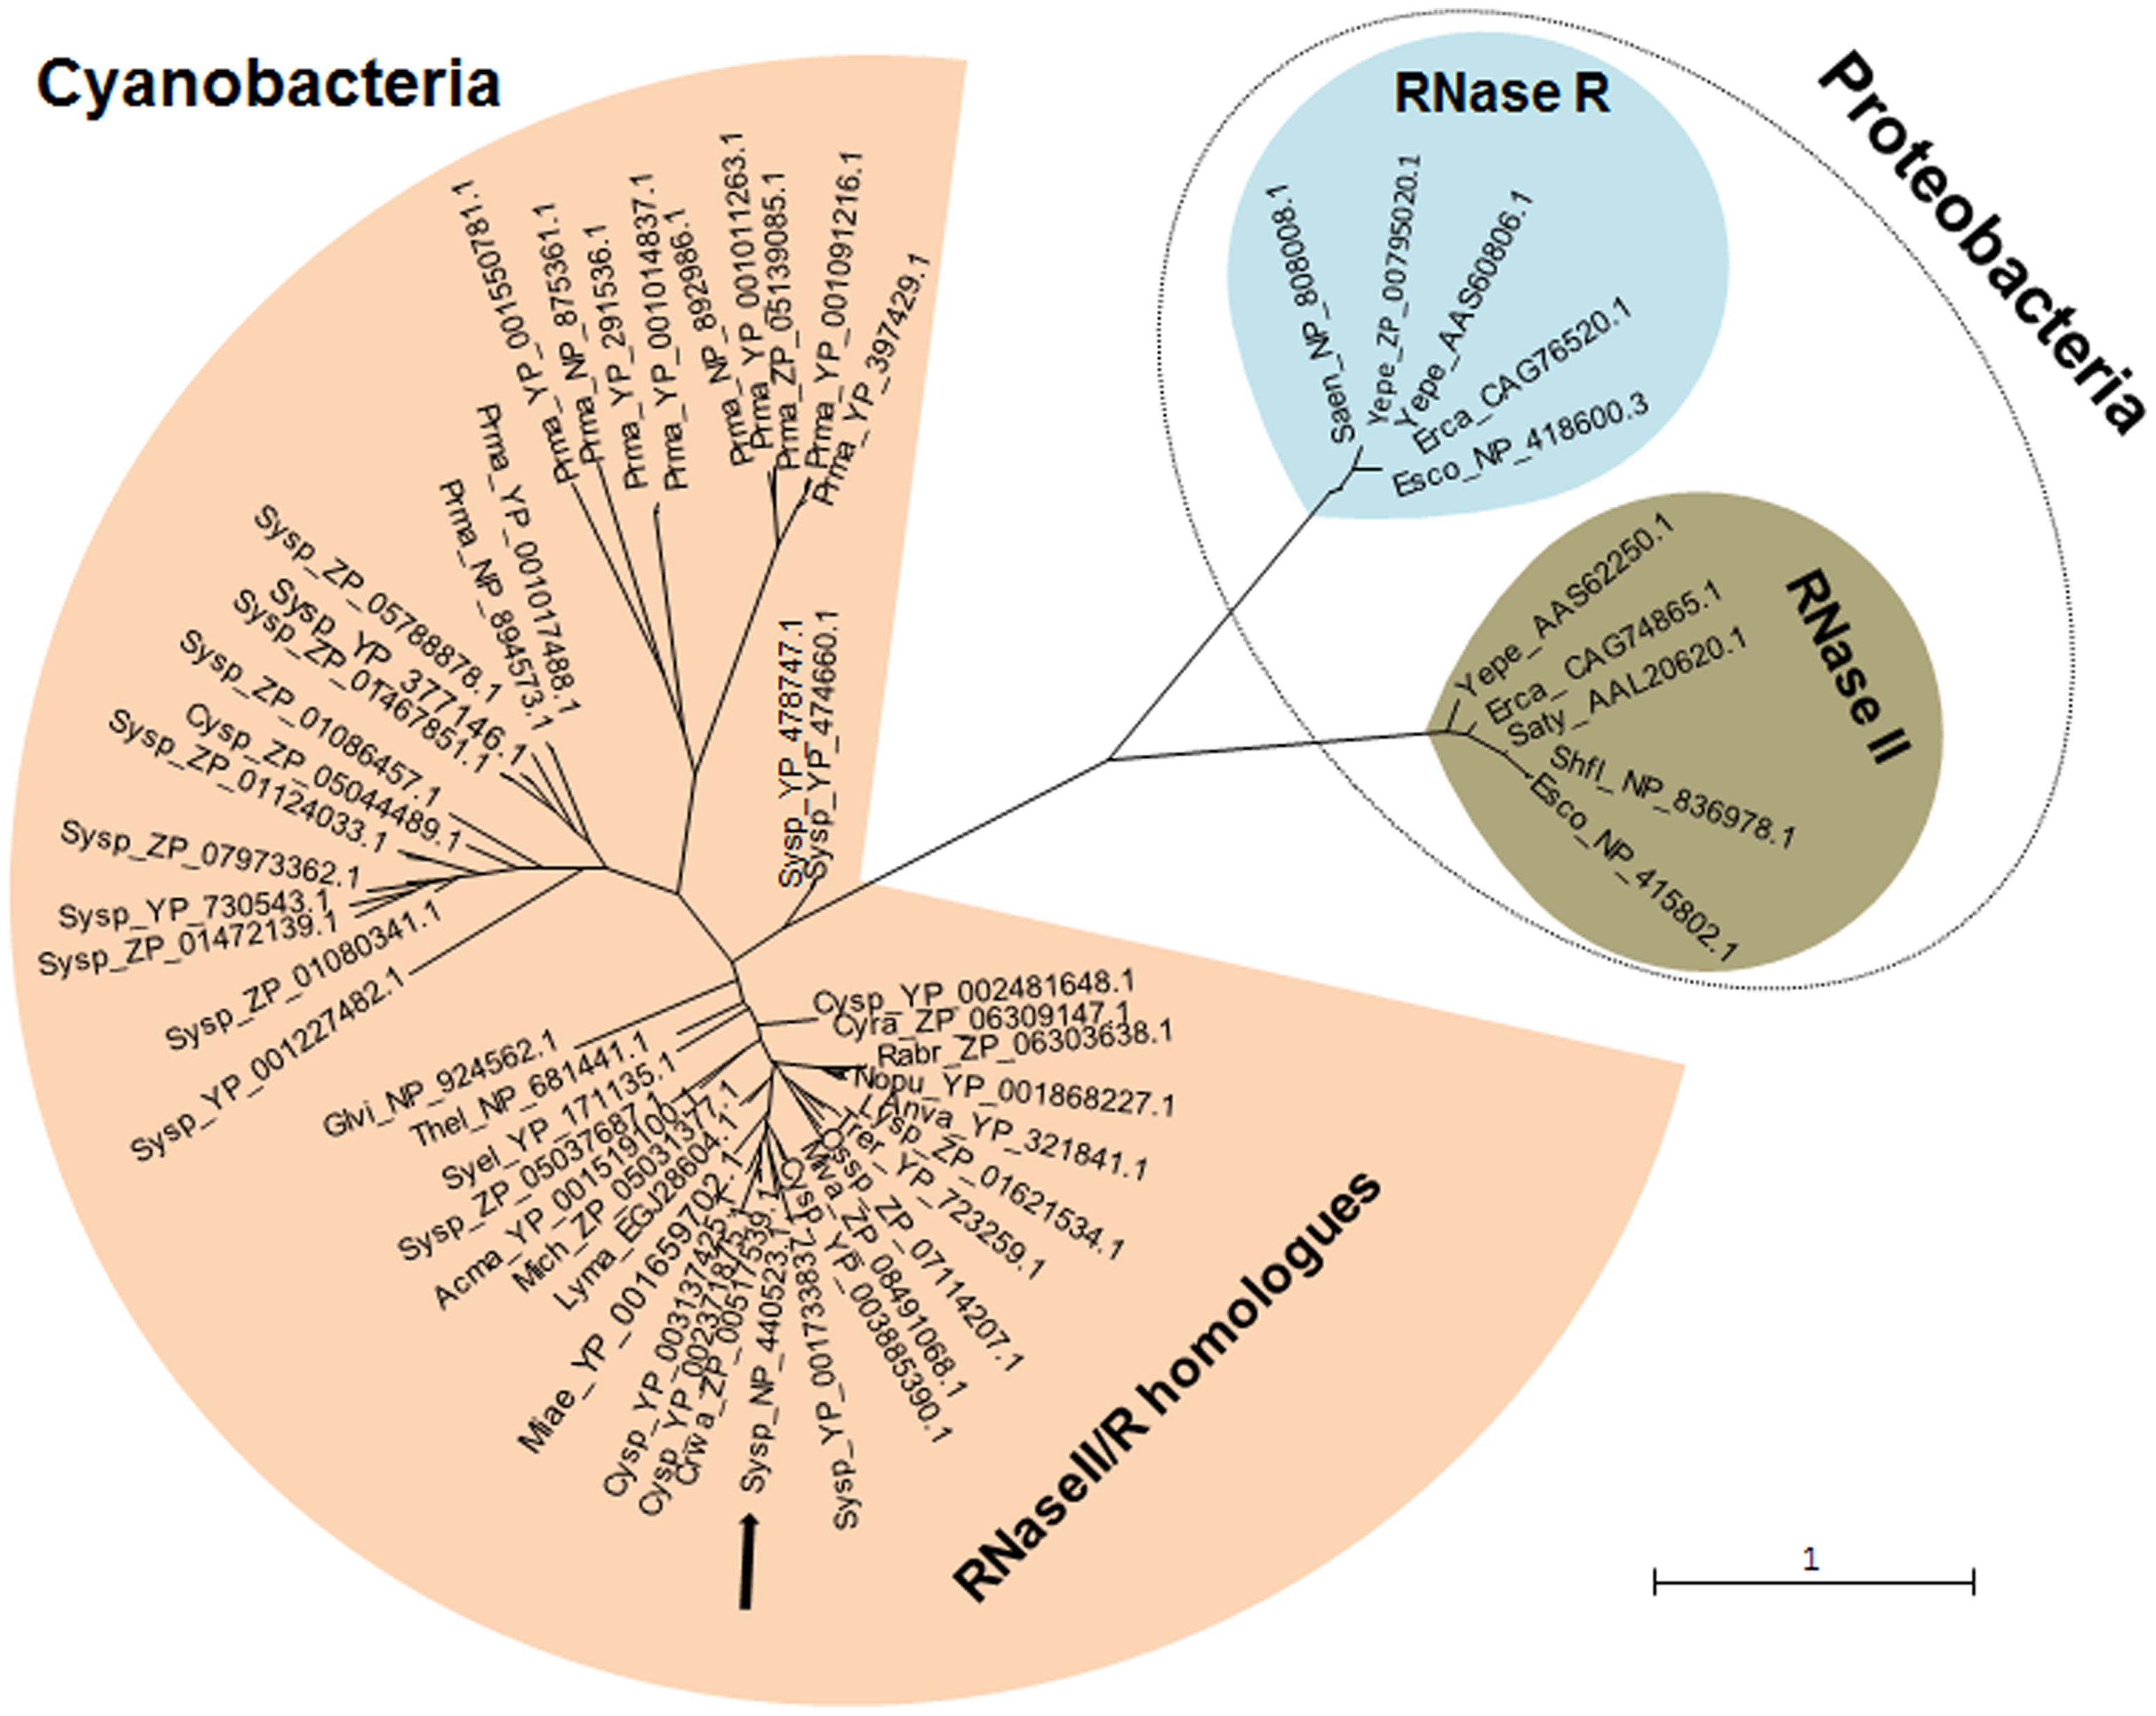 Cyanobacteria
RNase R
Proteobacteria
Saen_NP_808008.1
Yepe_ZP_00795020.1
Yepe_AAS60806.1
Erca_CAG76520.1
Esco_NP_418600.3
RNase II
Yepe_AAS62250.1
Erca_CAG74865.1
Saty_AAL20620.1
Shfl_NP_836978.1
Esco_NP_415802.1
Prma_YP_001550781.1
Prma_NP_875361.1
Prma_YP_291536.1
Prma_YP_001014837.1
Prma_NP_892986.1
Prma_YP_001011263.1
Prma_ZP_05139085.1
Prma_YP_001091216.1
Prma_YP_397429.1
Prma_YP_001017488.1
Prma_NP_894573.1
Sysp_ZP_05788878.1
Sysp_YP_377146.1
Sysp_ZP_01467851.1
Sysp_ZP_01086457.1
Cysp_ZP_05044489.1
Sysp_ZP_01124033.1
Sysp_ZP_07973362.1
Sysp_YP_730543.1
Sysp_ZP_01472139.1
Sysp_ZP_01080341.1
Sysp_YP_001227482.1
Sysp_YP_478747.1
Sysp_YP_474660.1
Glvi_NP_924562.1
Thel_NP_681441.1
Syel_YP_171135.1
Sysp_ZP_05037687.1
Acma_YP_001519100.1
Mich_ZP_05031377.1
Lyma_EGJ28604.1
Miae_YP_001659702.1
Cysp_YP_003137425.1
Cysp_YP_002371875.1
Crwa_ZP_00517539.1
Sysp_NP_440523.1
Sysp_YP_001733837.1
Cysp_YP_003885390.1
Miva_ZP_08491068.1
Ossp_ZP_07114207.1
Trer_YP_723259.1
Lysp_ZP_01621534.1
Anva_YP_321841.1
Nopu_YP_001868227.1
Rabr_ZP_06303638.1
Cyra_ZP_06309147.1
Cysp_YP_002481648.1
RNaseII/R homologues
1